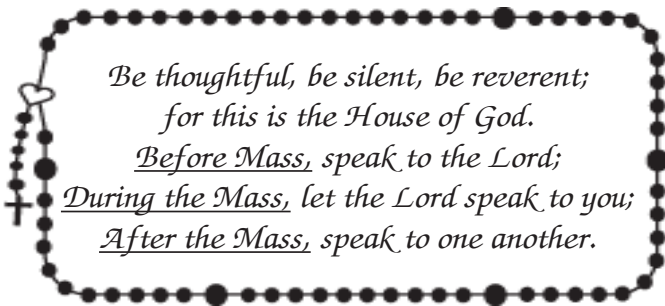 Be thoughtful, be silent, be reverent;
for this is the House of God.
Before Mass, speak to the Lord;
During the Mass, let the Lord speak to you;
After the Mass, speak to one another.